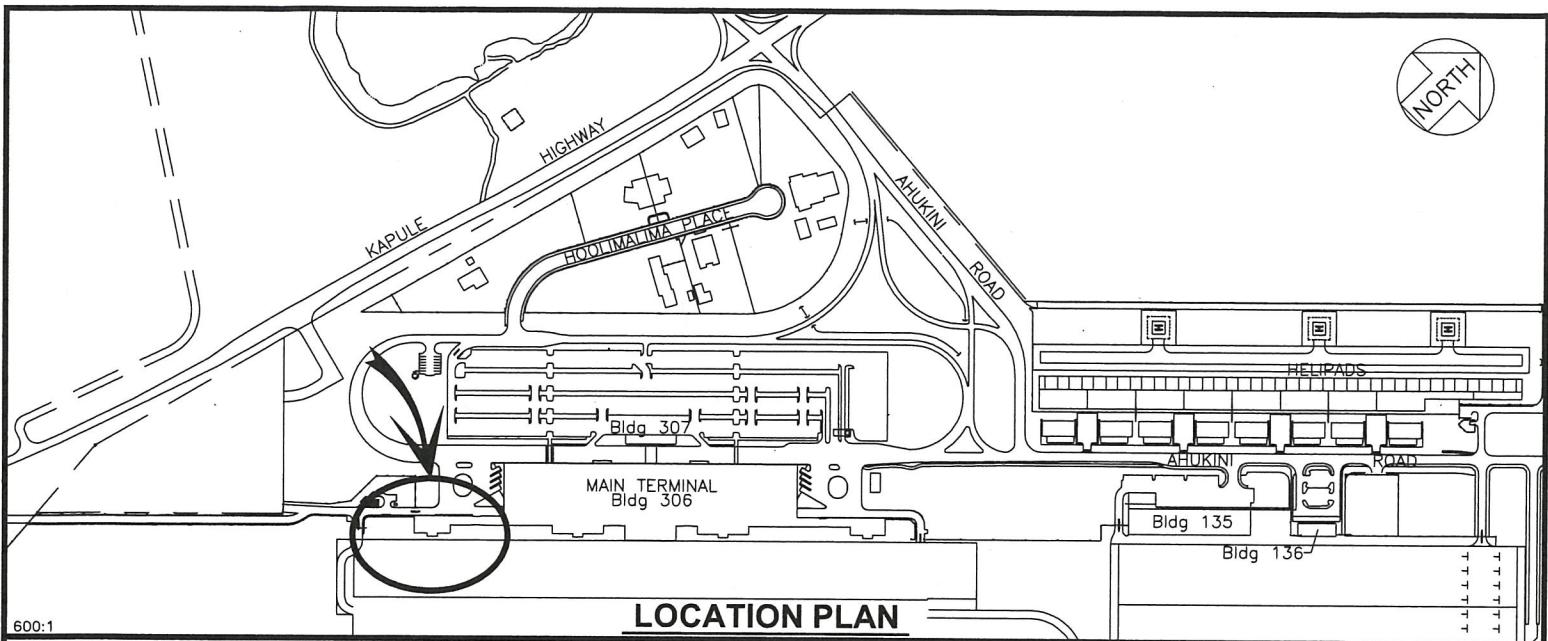 NORTH
KAPULE
HIGHWAY
HOOLIMALIMA PLACE
AHUKINI
ROAD
H
H
H
HELIPADS
Bldg 307
MAIN TERMINAL
Bldg 306
AHUKINI
ROAD
Bldg 135
Bldg 136
LOCATION PLAN
600:1